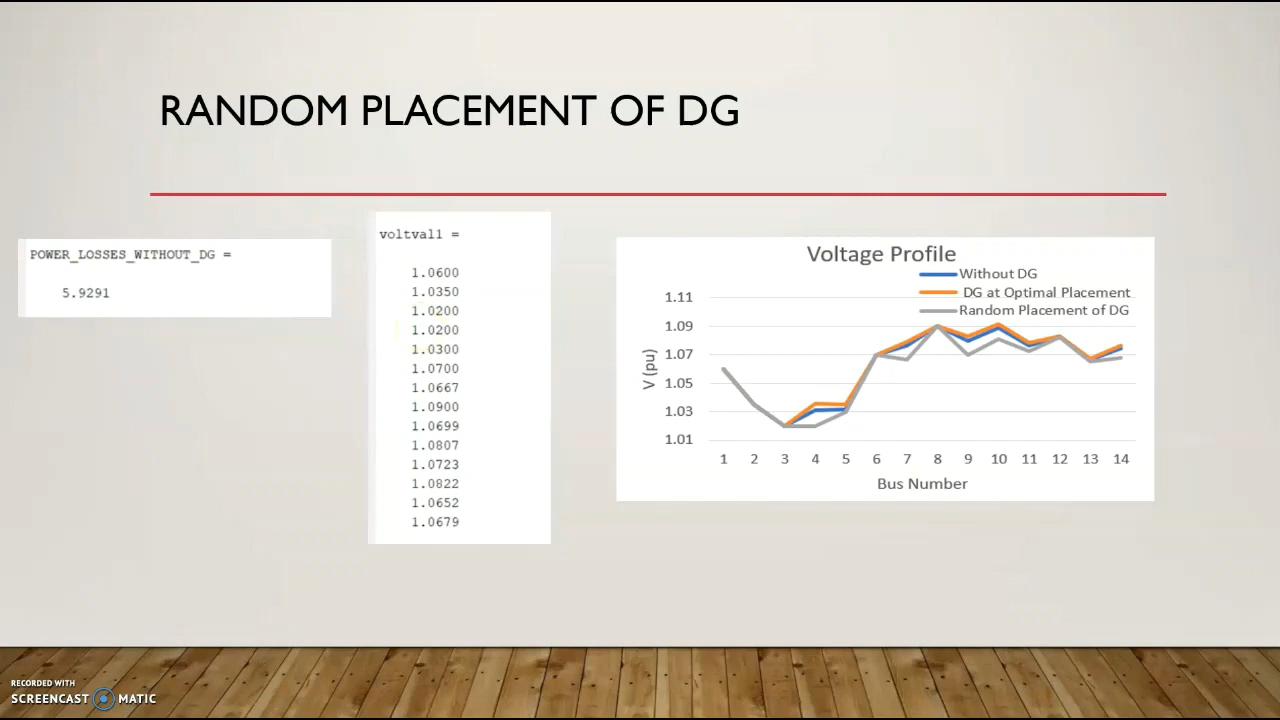 RANDOM PLACEMENT OF DG
POWER_LOSSES_WITHOUT_DG =
5.9291
voltval1 =
1.0600
1.0350
1.0200
1.0200
1.0300
1.0700
1.0667
1.0900
1.0699
1.0807
1.0723
1.0822
1.0652
1.0679
Voltage Profile
Without DG
DG at Optimal Placement
Random Placement of DG
1.11
1.09
1.07
1.05
1.03
1.01
V (pu)
1 2 3 4 5 6 7 8 9 10 11 12 13 14
Bus Number
RECORDED WITH
SCREENCAST MATIC